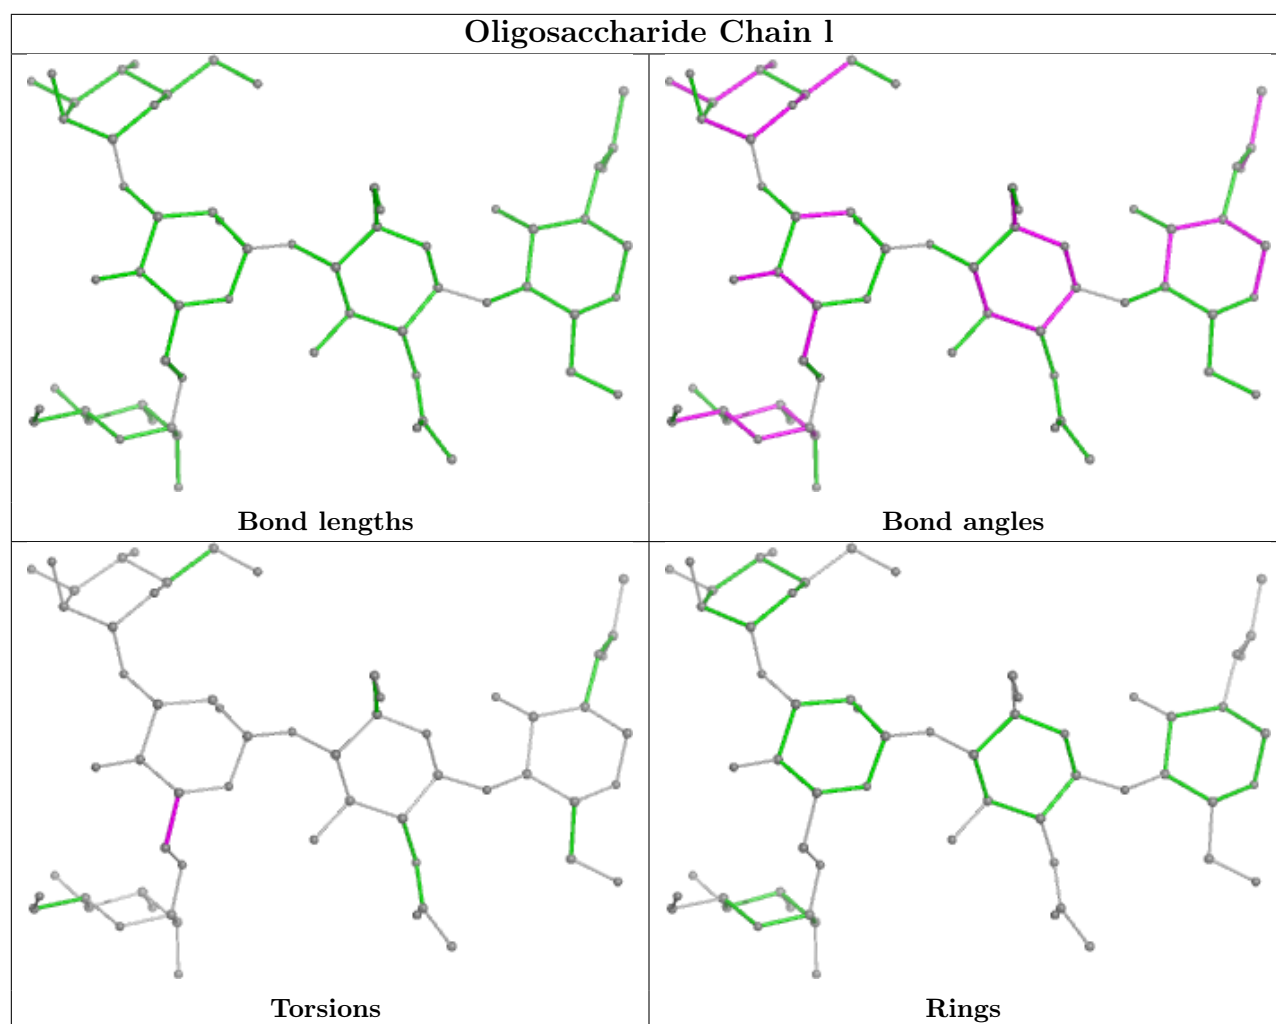 Oligosaccharide Chain l
Bond lengths
Bond angles
Torsions
Rings